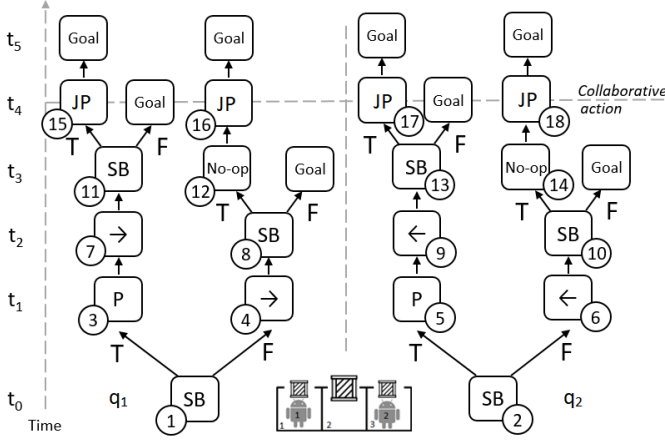 t5 Goal Goal Goal Goal
Collaborative
action
t4 JP Goal JP JP Goal JP
15 16 17 18
T F T F
t3 SB No-op Goal SB No-op Goal
11 12 13 14
T F T F
t2 → SB ← SB
7 8 9 10
t1 P → P ←
3 4 5 6
T F T F
t0 q1 SB SB q2
1 2
1 2
1 2 3
Time